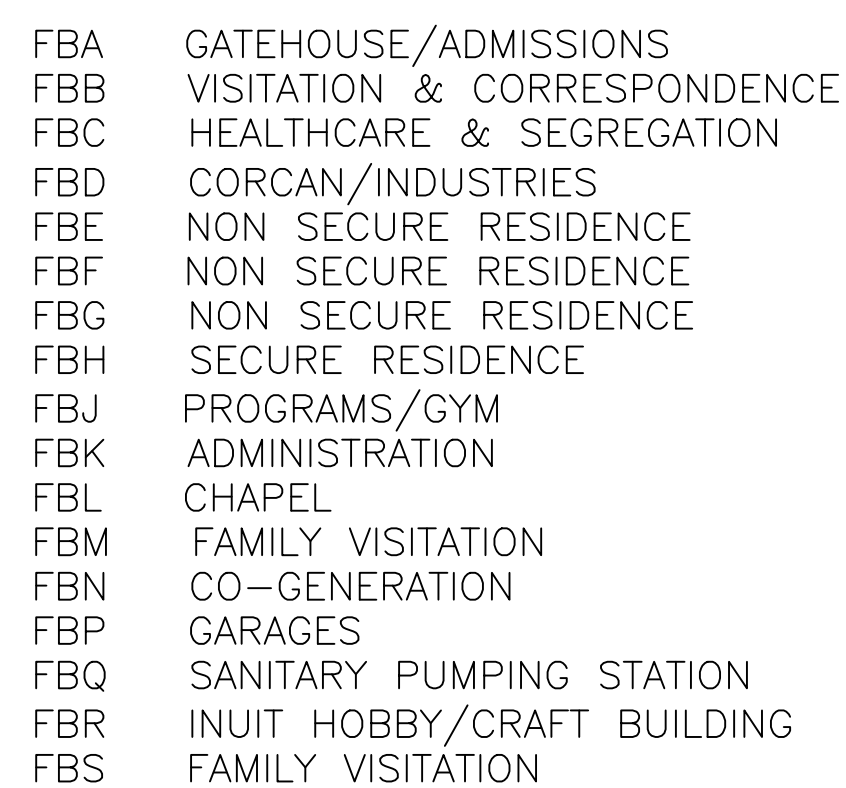 FBA GATEHOUSE/ADMISSIONS
FBB VISITATION & CORRESPONDENCE
FBC HEALTHCARE & SEGREGATION
FBD CORCAN/INDUSTRIES
FBE NON SECURE RESIDENCE
FBF NON SECURE RESIDENCE
FBG NON SECURE RESIDENCE
FBH SECURE RESIDENCE
FBJ PROGRAMS/GYM
FBK ADMINISTRATION
FBL CHAPEL
FBM FAMILY VISITATION
FBN CO-GENERATION
FBP GARAGES
FBQ SANITARY PUMPING STATION
FBR INUIT HOBBY/CRAFT BUILDING
FBS FAMILY VISITATION